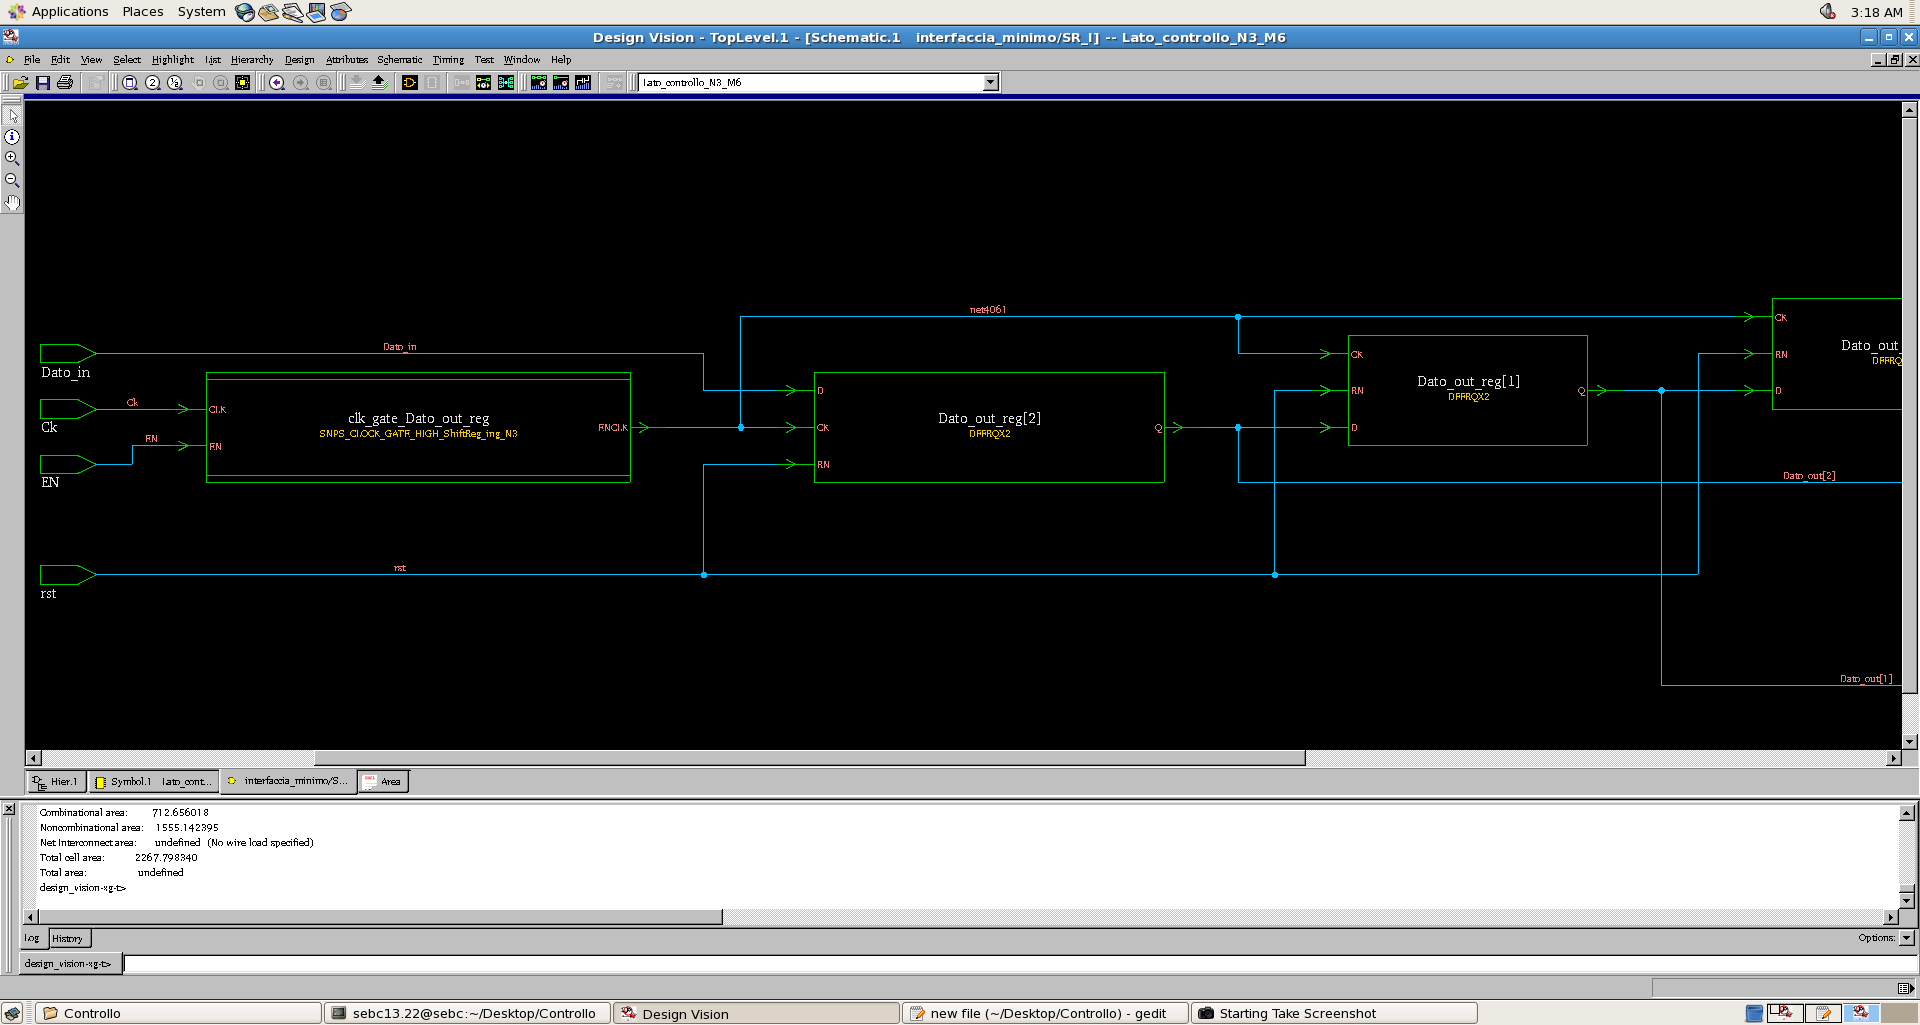 Applications Places System 3:18 AM
Design Vision - TopLevel.1 - [Schematic.1 interfaccia_minimo/SR_I] -- Lato_controllo_N3_M6
File Edit View Select Highlight List Hierarchy Design Attributes Schematic Timing Test Window Help
Lato_controllo_N3_M6
net4061
Dato_in
Dato_in
Ck
Ck
EN
EN
CLK
EN
clk_gate_Dato_out_reg
SNPS_CLOCK_GATE_HIGH_ShiftReg_ing_N3
ENCLK
D
CK
RN
Dato_out_reg[2]
DFFRQX2
Q
CK
RN
D
Dato_out_reg[1]
DFFRQX2
Q
CK
RN
D
Dato_out
DFFRQ
Dato_out[2]
rst
rst
Dato_out[1]
Hier.1 Symbol.1 Lato_cont... interfaccia_minimo/S... Area
Combinational area: 712.656018
Noncombinational area: 1555.142395
Net Interconnect area: undefined (No wire load specified)
Total cell area: 2267.798340
Total area: undefined
design_vision-xg-t>
Log History Options:
design_vision-xg-t>
Controllo sebc13.22@sebc:~/Desktop/Controllo Design Vision new file (~/Desktop/Controllo) - gedit Starting Take Screenshot